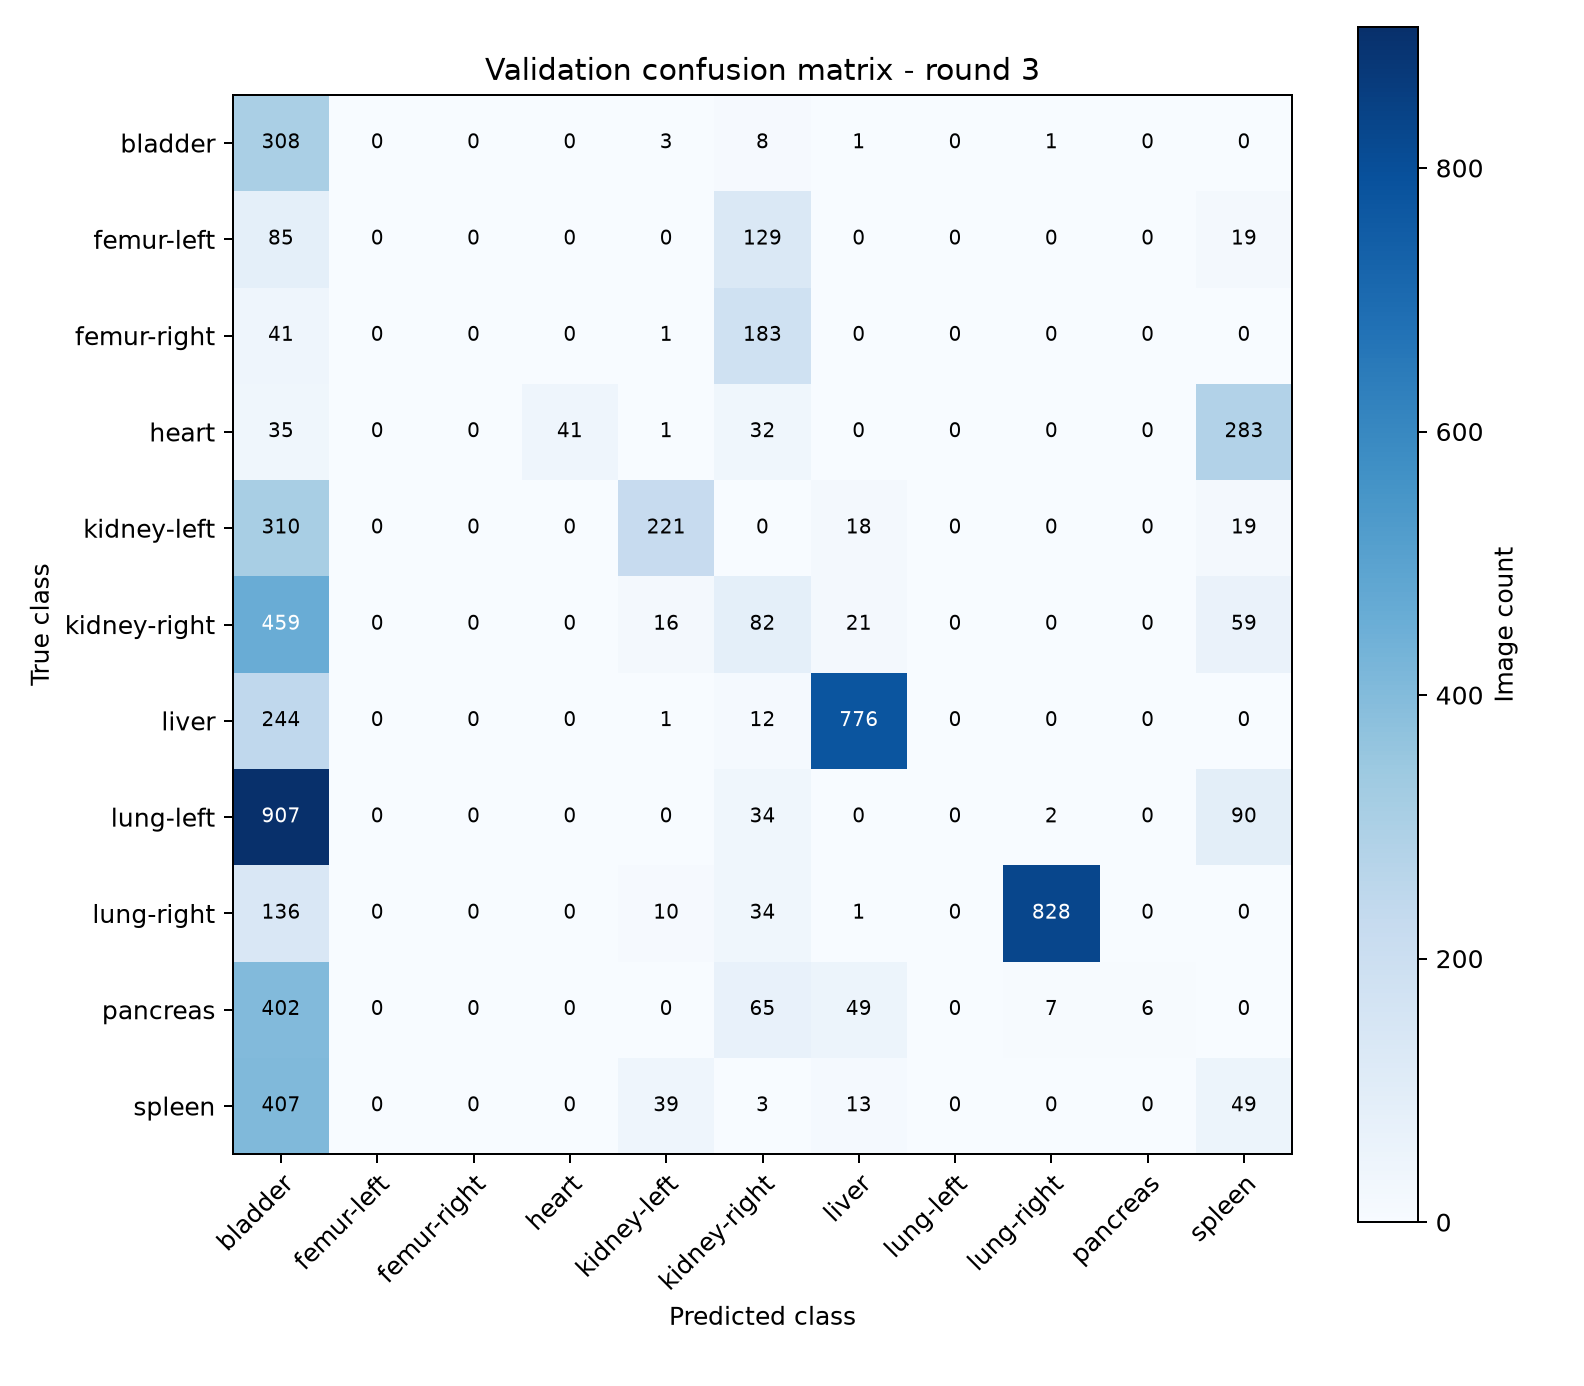 Validation confusion matrix - round 3
bladder 308 0 0 0 3 8 1 0 1 0 0
femur-left 85 0 0 0 0 129 0 0 0 0 19
femur-right 41 0 0 0 1 183 0 0 0 0 0
heart 35 0 0 41 1 32 0 0 0 0 283
kidney-left 310 0 0 0 221 0 18 0 0 0 19
kidney-right 459 0 0 0 16 82 21 0 0 0 59
liver 244 0 0 0 1 12 776 0 0 0 0
lung-left 907 0 0 0 0 34 0 0 2 0 90
lung-right 136 0 0 0 10 34 1 0 828 0 0
pancreas 402 0 0 0 0 65 49 0 7 6 0
spleen 407 0 0 0 39 3 13 0 0 0 49
bladder femur-left femur-right heart kidney-left kidney-right liver lung-left lung-right pancreas spleen
Predicted class
True class
800
600
400
200
0
Image count